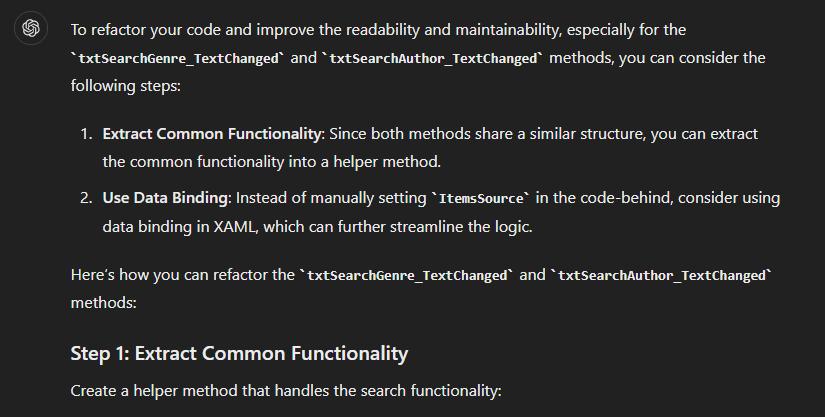 To refactor your code and improve the readability and maintainability, especially for the
`txtSearchGenre_TextChanged` and `txtSearchAuthor_TextChanged` methods, you can consider the
following steps:
1. Extract Common Functionality: Since both methods share a similar structure, you can extract
the common functionality into a helper method.
2. Use Data Binding: Instead of manually setting `ItemsSource` in the code-behind, consider using
data binding in XAML, which can further streamline the logic.
Here’s how you can refactor the `txtSearchGenre_TextChanged` and `txtSearchAuthor_TextChanged`
methods:
Step 1: Extract Common Functionality
Create a helper method that handles the search functionality: